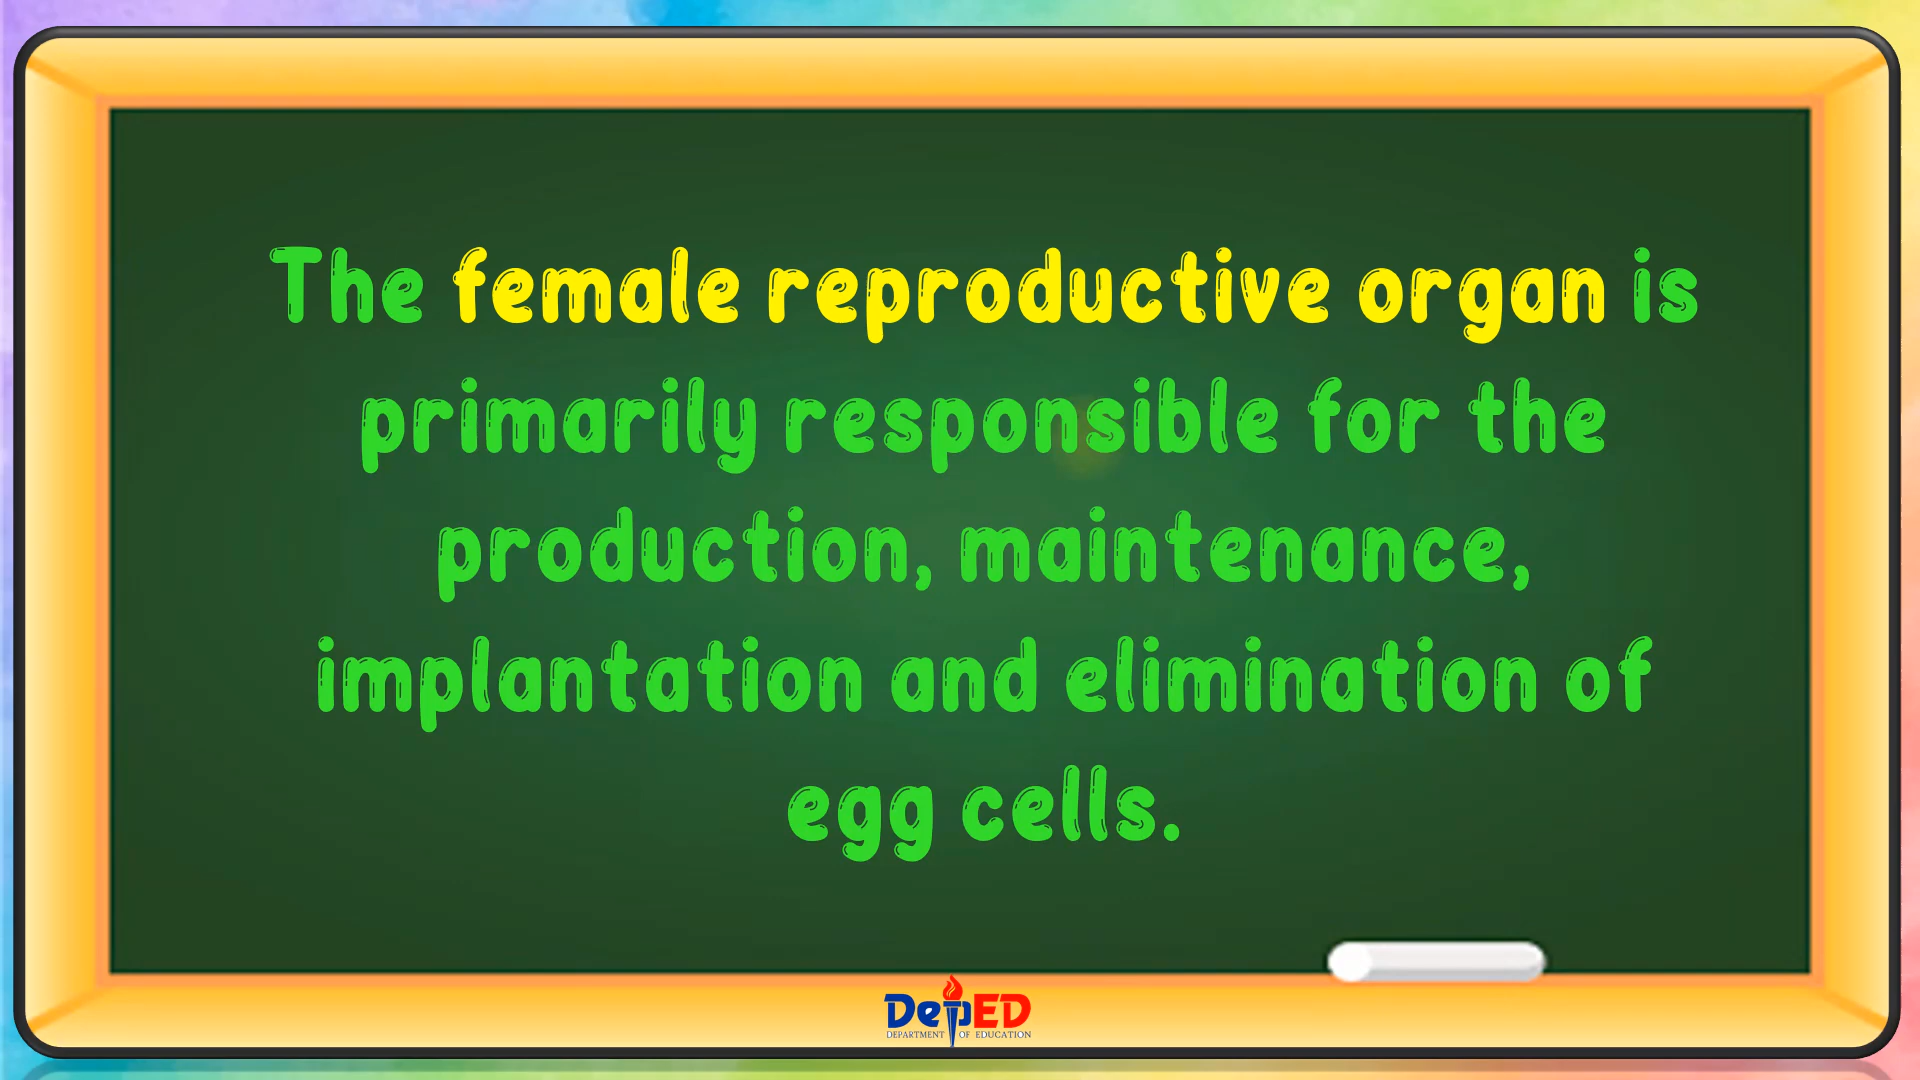 The female reproductive organ is
primarily responsible for the
production, maintenance,
implantation and elimination of
egg cells.
DepED
DEPARTMENT OF EDUCATION